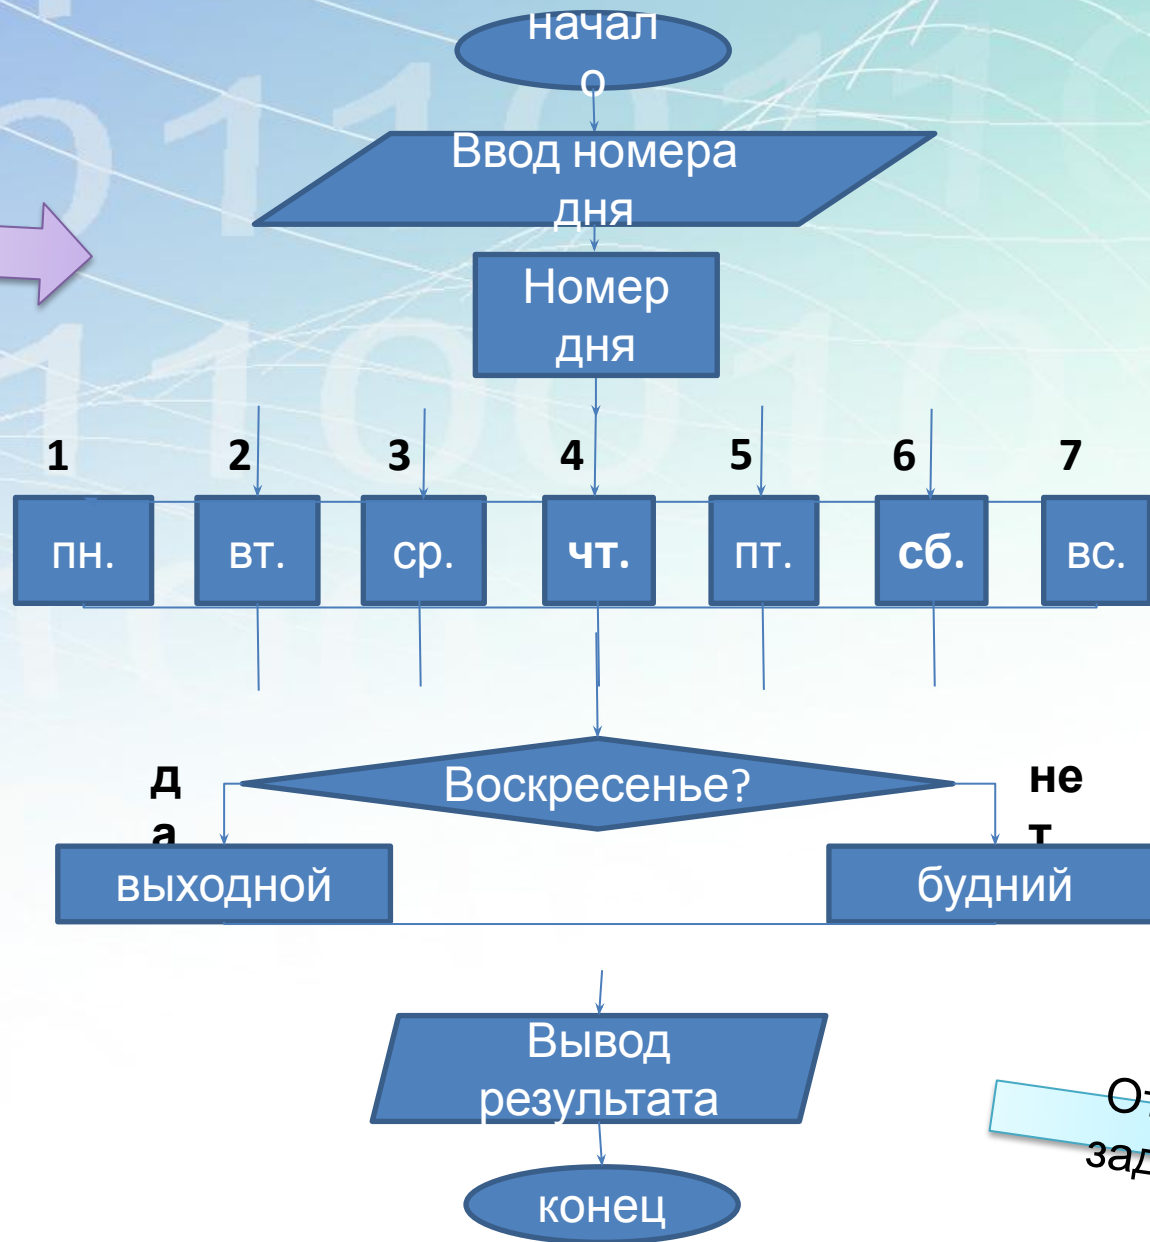 начал
о
Ввод номера
дня
Номер
дня
1 2 3 4 5 6 7
пн. вт. ср. чт. пт. сб. вс.
Воскресенье?
д
а
не
т
выходной
будний
Вывод
результата
конец